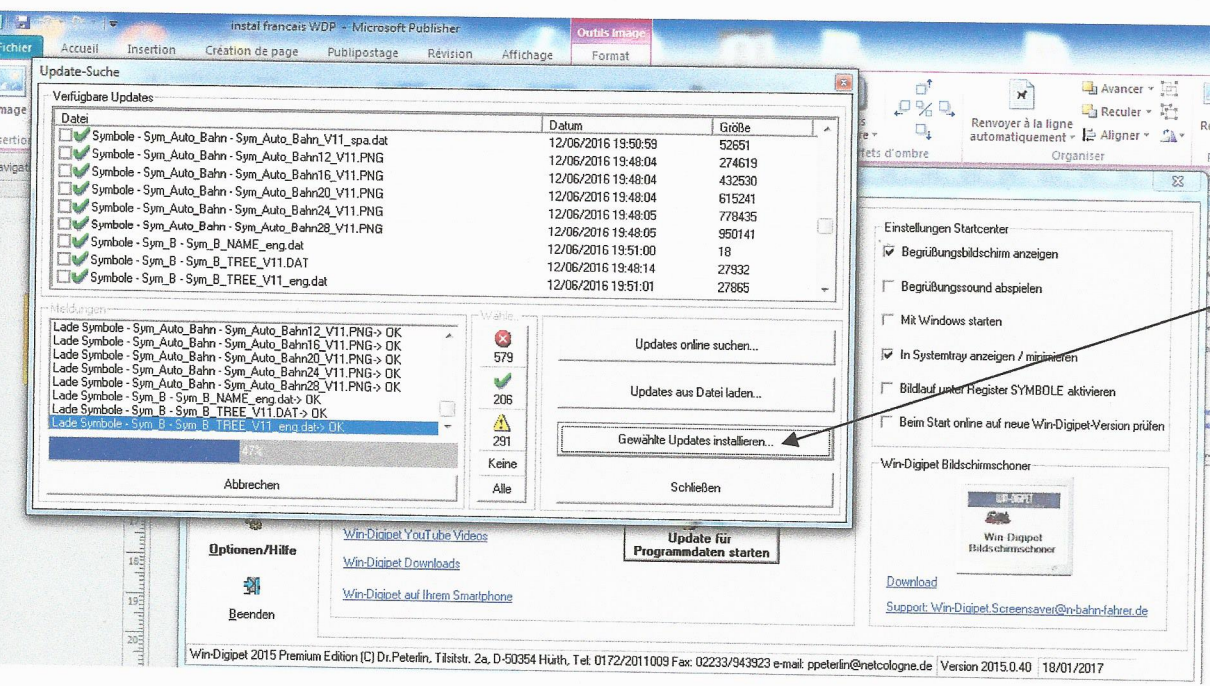 instal francais WDP - Microsoft Publisher
Outils Image
Fichier Accueil Insertion Création de page Publipostage Révision Affichage Format
Avancer
Reculer
Renvoyer à la ligne
automatiquement
Aligner
Organiser
Update-Suche
Verfügbare Updates
Datei Datum Größe
Symbole - Sym_Auto_Bahn - Sym_Auto_Bahn_V11_spa.dat 12/06/2016 19:50:59 52651
Symbole - Sym_Auto_Bahn - Sym_Auto_Bahn12_V11.PNG 12/06/2016 19:48:04 274619
Symbole - Sym_Auto_Bahn - Sym_Auto_Bahn16_V11.PNG 12/06/2016 19:48:04 432530
Symbole - Sym_Auto_Bahn - Sym_Auto_Bahn20_V11.PNG 12/06/2016 19:48:04 615241
Symbole - Sym_Auto_Bahn - Sym_Auto_Bahn24_V11.PNG 12/06/2016 19:48:05 778435
Symbole - Sym_Auto_Bahn - Sym_Auto_Bahn28_V11.PNG 12/06/2016 19:48:05 950141
Symbole - Sym_B - Sym_B_NAME_eng.dat 12/06/2016 19:51:00 18
Symbole - Sym_B - Sym_B_TREE_V11.DAT 12/06/2016 19:48:14 27932
Symbole - Sym_B - Sym_B_TREE_V11_eng.dat 12/06/2016 19:51:01 27865
Meldungen
Lade Symbole - Sym_Auto_Bahn - Sym_Auto_Bahn12_V11.PNG-> OK
Lade Symbole - Sym_Auto_Bahn - Sym_Auto_Bahn16_V11.PNG-> OK
Lade Symbole - Sym_Auto_Bahn - Sym_Auto_Bahn20_V11.PNG-> OK
Lade Symbole - Sym_Auto_Bahn - Sym_Auto_Bahn24_V11.PNG-> OK
Lade Symbole - Sym_Auto_Bahn - Sym_Auto_Bahn28_V11.PNG-> OK
Lade Symbole - Sym_B - Sym_B_NAME_eng.dat-> OK
Lade Symbole - Sym_B - Sym_B_TREE_V11.DAT-> OK
Lade Symbole - Sym_B - Sym_B_TREE_V11_eng.dat-> OK
47%
Abbrechen
Wähle...
579
206
291
Keine
Alle
Updates online suchen...
Updates aus Datei laden...
Gewählte Updates installieren...
Schließen
Einstellungen Startcenter
Begrüßungsbildschirm anzeigen
Begrüßungssound abspielen
Mit Windows starten
In Systemtray anzeigen / minimieren
Bildlauf unter Register SYMBOLE aktivieren
Beim Start online auf neue Win-Digipet-Version prüfen
Win-Digipet Bildschirmschoner
WIN-DIGIPET
Win-Digipet
Bildschirmschoner
Download
Support: Win-Digipet.Screensaver@n-bahn-fahrer.de
Optionen/Hilfe
Beenden
Win-Digipet YouTube Videos
Win-Digipet Downloads
Win-Digipet auf Ihrem Smartphone
Update für
Programmdaten starten
18
19
20
Win-Digipet 2015 Premium Edition (C) Dr.Peterlin, Tilsitstr. 2a, D-50354 Hürth, Tel: 0172/2011009 Fax: 02233/943923 e-mail: ppeterlin@netcologne.de Version 2015.0.40 18/01/2017